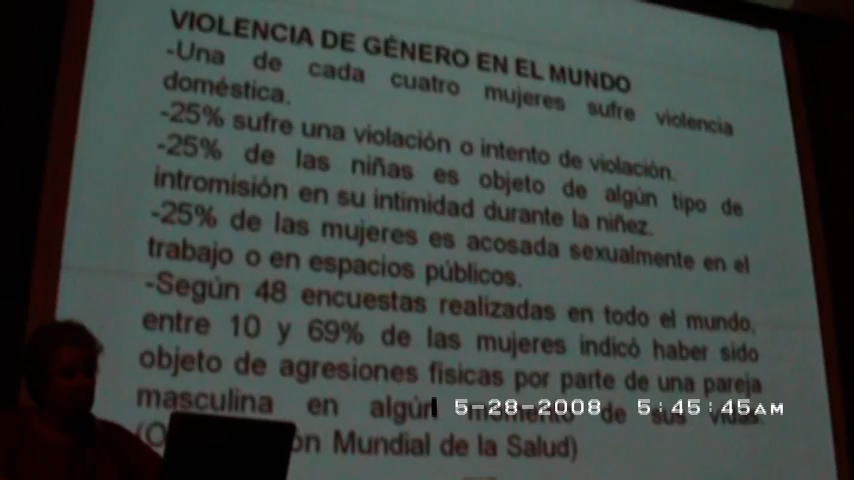 VIOLENCIA DE GÉNERO EN EL MUNDO
-Una de cada cuatro mujeres sufre violencia
doméstica.
-25% sufre una violación o intento de violación.
-25% de las niñas es objeto de algún tipo de
intromisión en su intimidad durante la niñez.
-25% de las mujeres es acosada sexualmente en el
trabajo o en espacios públicos.
-Según 48 encuestas realizadas en todo el mundo,
entre 10 y 69% de las mujeres indicó haber sido
objeto de agresiones físicas por parte de una pareja
masculina en algún momento de sus vidas.
Mundial de la Salud)
5-28-2008 5:45:45AM